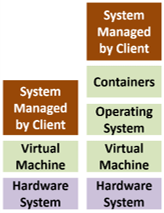 System
Managed
by Client
Virtual
Machine
Hardware
System
System
Managed
by Client
Containers
Operating
System
Virtual
Machine
Hardware
System